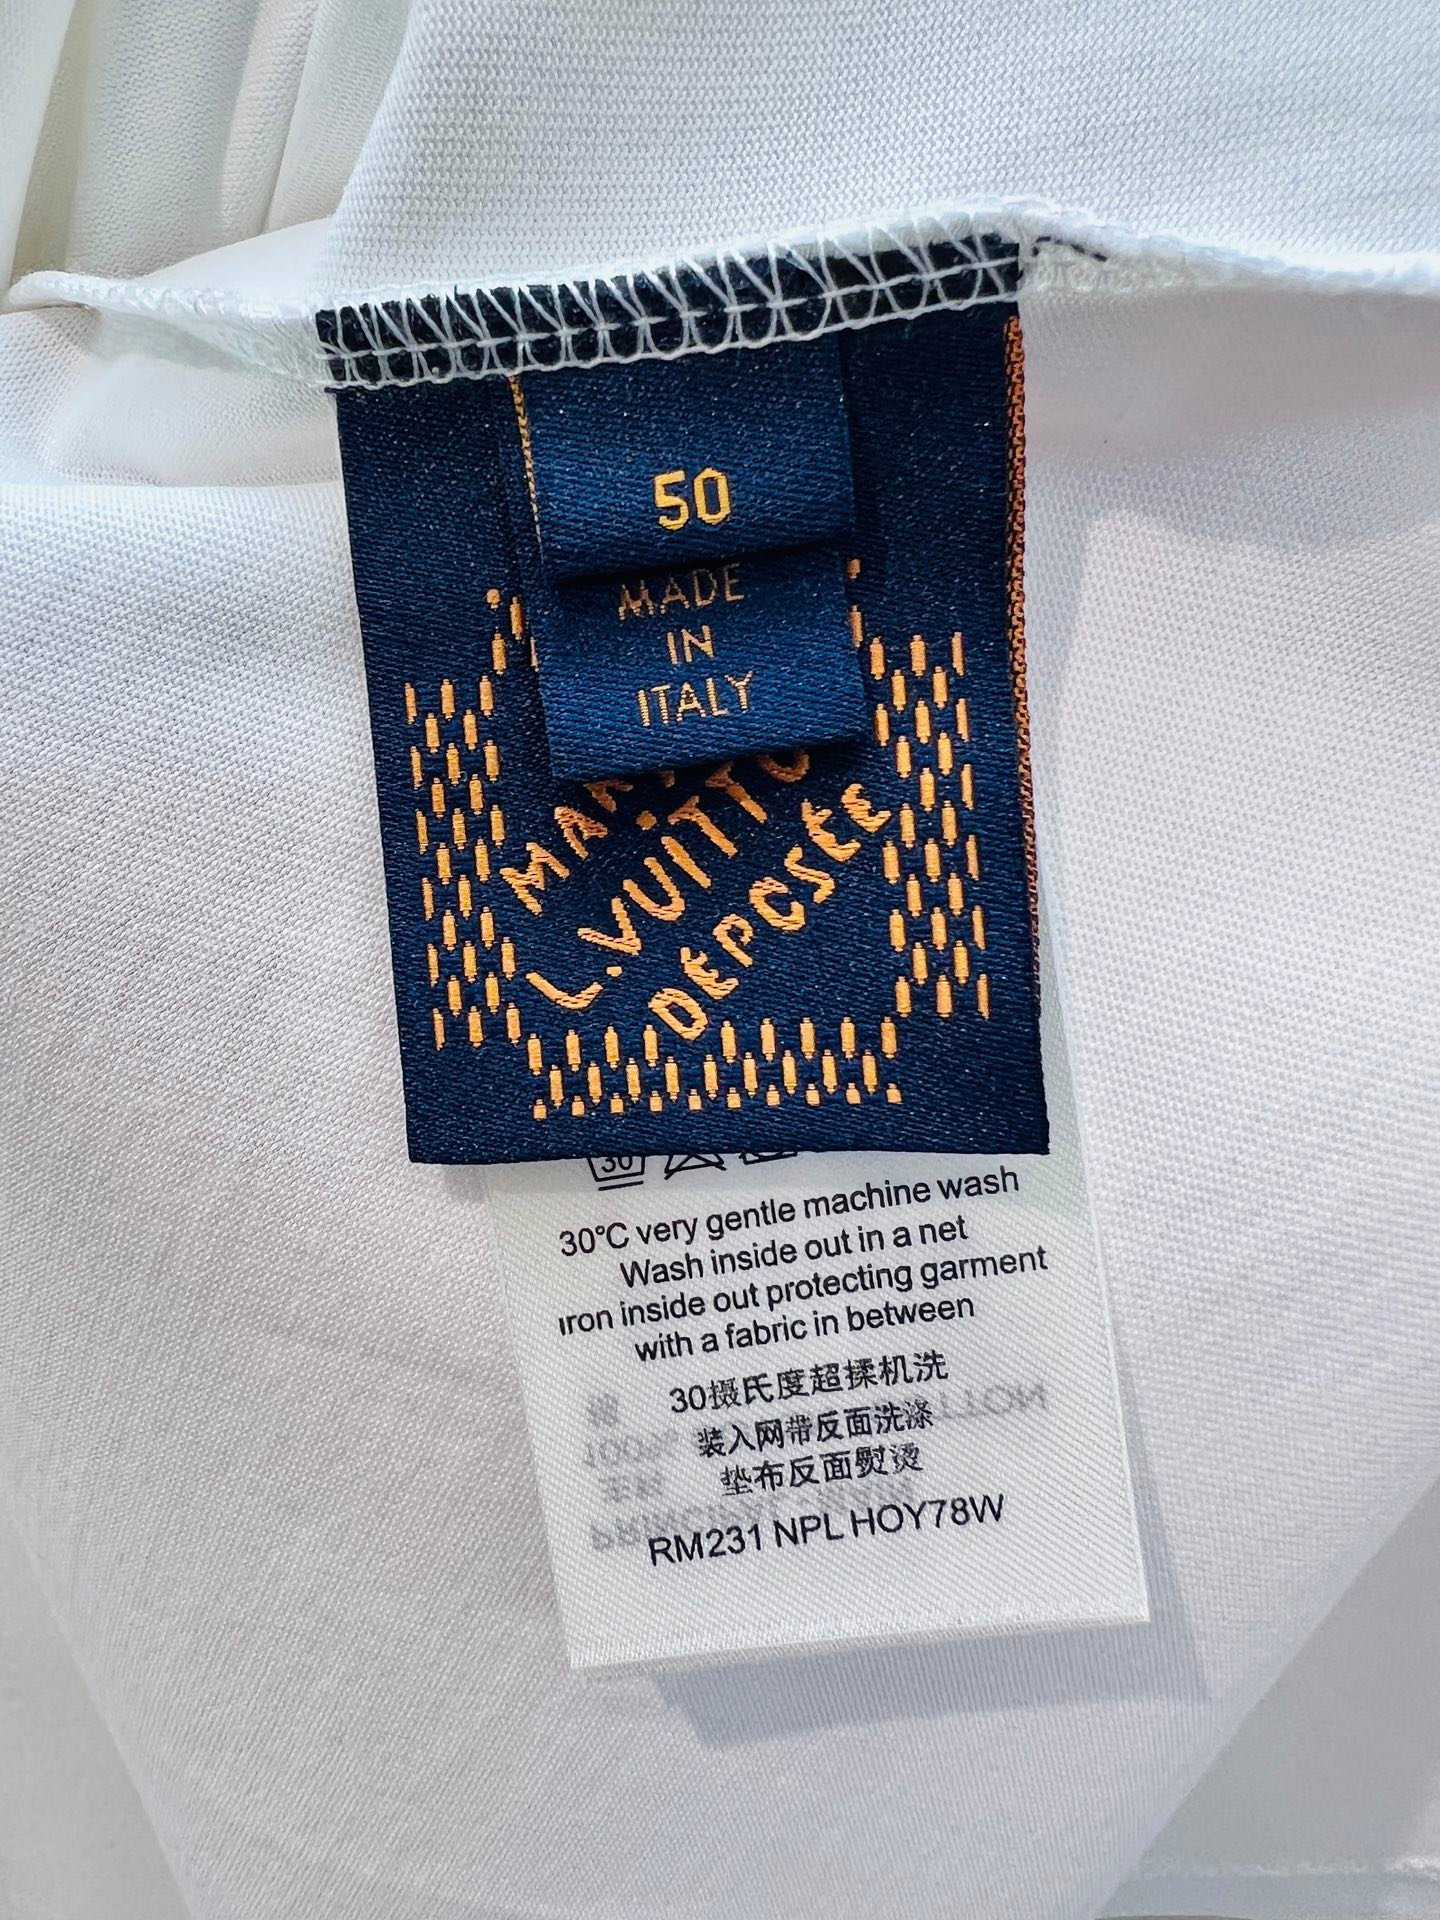 50
MADE
IN
ITALY
L.VUiTTO
DEPCSTEE
30
30°C very gentle machine wash
Wash inside out in a net
iron inside out protecting garment
with a fabric in between
30摄氏度超揉机洗
装入网带反面洗涤
垫布反面熨烫
RM231 NPL HOY78W